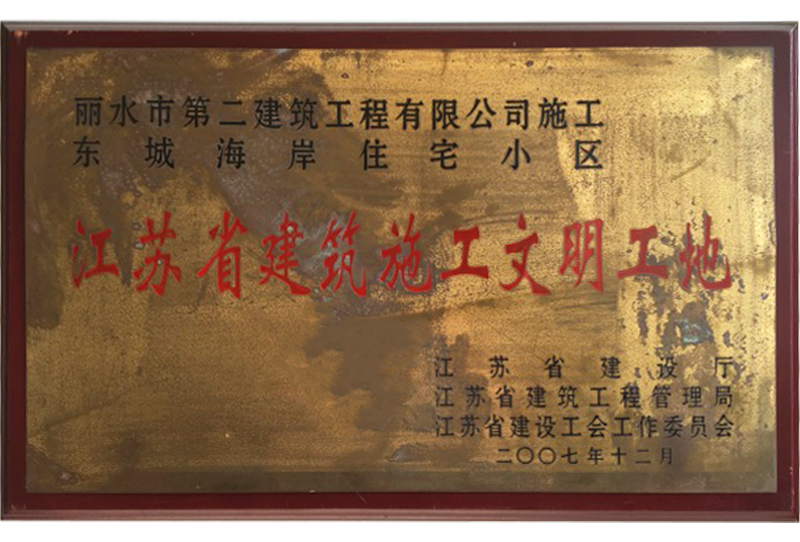 丽水市第二建筑工程有限公司施工
东城海岸住宅小区
江苏省建筑施工文明工地
江苏省建设厅
江苏省建筑工程管理局
江苏省建设工会工作委员会
二〇〇七年十二月